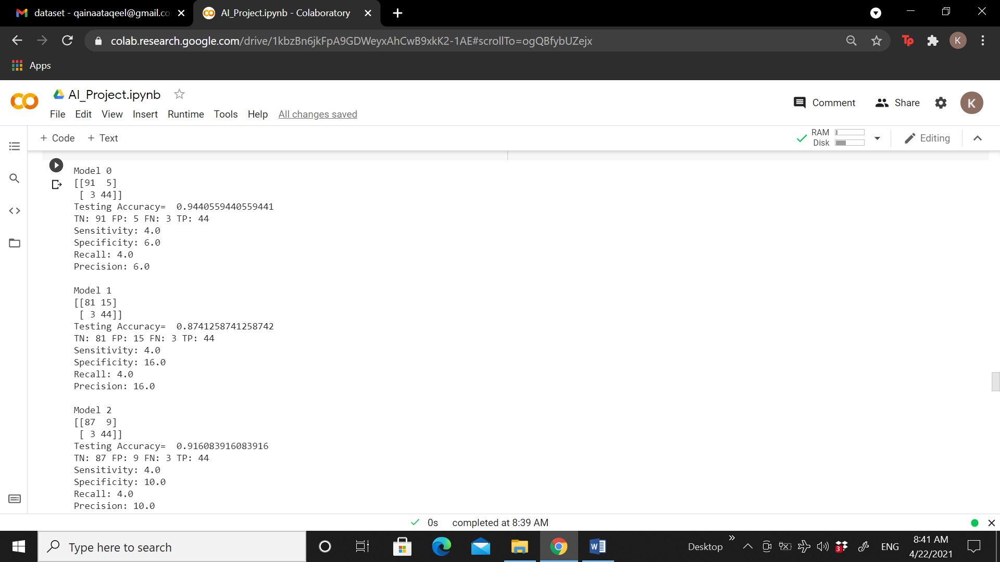 dataset - qainaataqeel@gmail.co
AI_Project.ipynb - Colaboratory
colab.research.google.com/drive/1kbzBn6jkFpA9GDWeyxAhCwB9xkK2-1AE#scrollTo=ogQBfybUZejx
Tp
K
Apps
AI_Project.ipynb
File Edit View Insert Runtime Tools Help All changes saved
Comment
Share
K
+ Code + Text
RAM
Disk
Editing
Model 0
[[91  5]
 [ 3 44]]
Testing Accuracy=  0.9440559440559441
TN: 91 FP: 5 FN: 3 TP: 44
Sensitivity: 4.0
Specificity: 6.0
Recall: 4.0
Precision: 6.0
Model 1
[[81 15]
 [ 3 44]]
Testing Accuracy=  0.8741258741258742
TN: 81 FP: 15 FN: 3 TP: 44
Sensitivity: 4.0
Specificity: 16.0
Recall: 4.0
Precision: 16.0
Model 2
[[87  9]
 [ 3 44]]
Testing Accuracy=  0.916083916083916
TN: 87 FP: 9 FN: 3 TP: 44
Sensitivity: 4.0
Specificity: 10.0
Recall: 4.0
Precision: 10.0
0s completed at 8:39 AM
Type here to search
W
Desktop
3
ENG
8:41 AM
4/22/2021